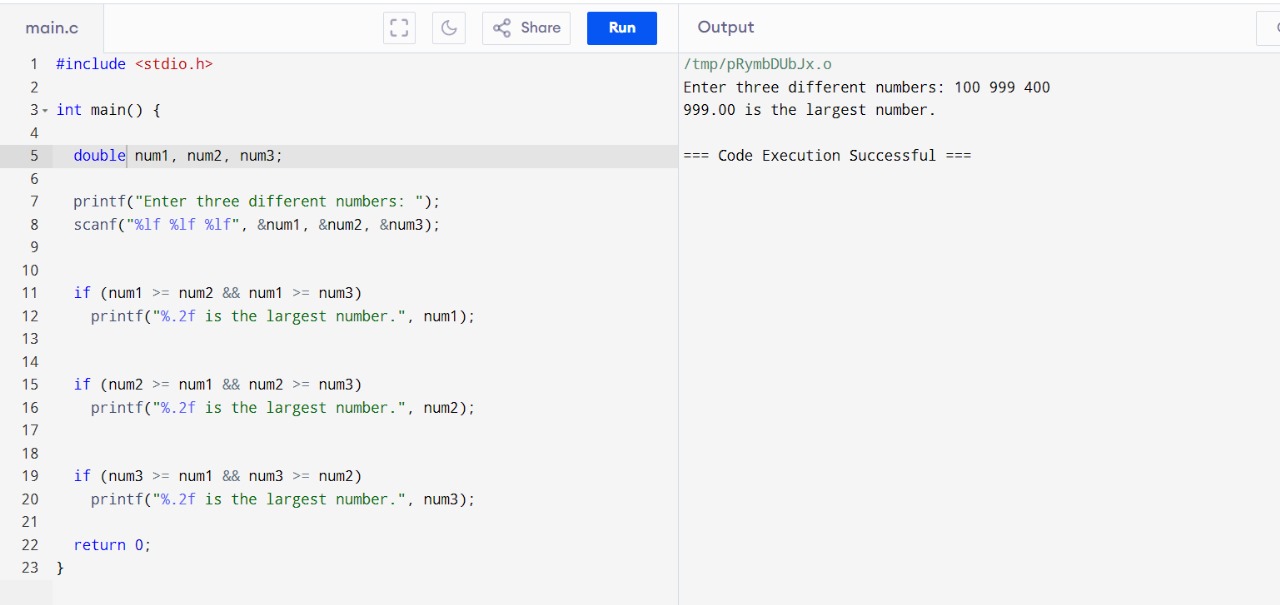 main.c
Share
Run
Output
1 #include <stdio.h>
2
3 int main() {
4
5 double num1, num2, num3;
6
7 printf("Enter three different numbers: ");
8 scanf("%lf %lf %lf", &num1, &num2, &num3);
9
10
11 if (num1 >= num2 && num1 >= num3)
12 printf("%.2f is the largest number.", num1);
13
14
15 if (num2 >= num1 && num2 >= num3)
16 printf("%.2f is the largest number.", num2);
17
18
19 if (num3 >= num1 && num3 >= num2)
20 printf("%.2f is the largest number.", num3);
21
22 return 0;
23 }
/tmp/pRymbDUbJx.o
Enter three different numbers: 100 999 400
999.00 is the largest number.
=== Code Execution Successful ===